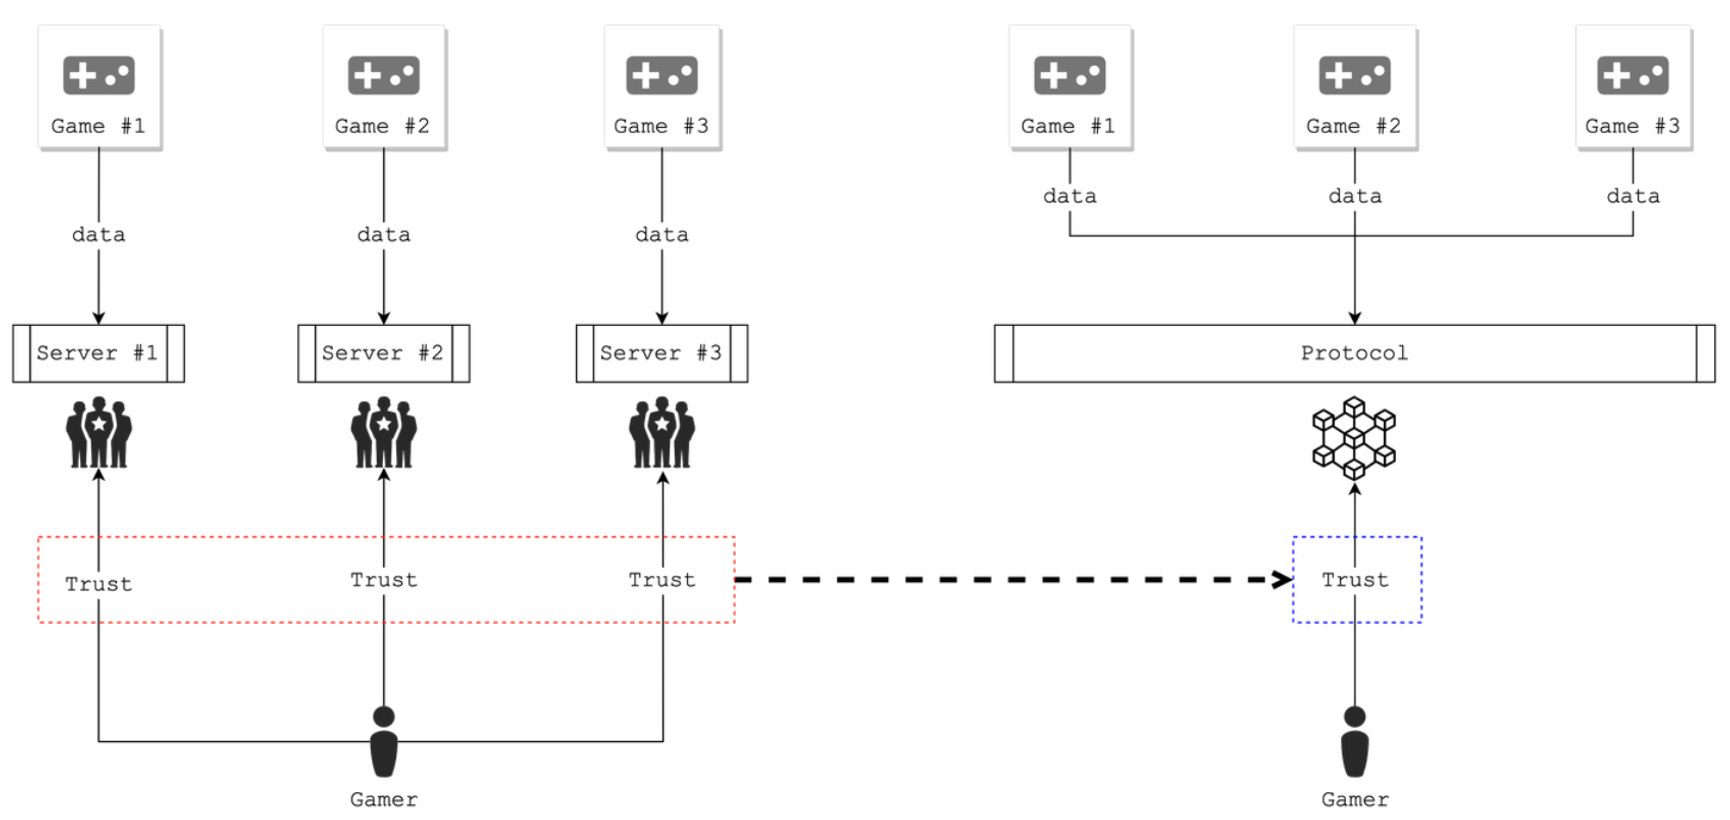 Game #1
Game #2
Game #3
Game #1
Game #2
Game #3
data
data
data
data
data
data
Server #1
Server #2
Server #3
Protocol
Trust
Trust
Trust
Trust
Gamer
Gamer